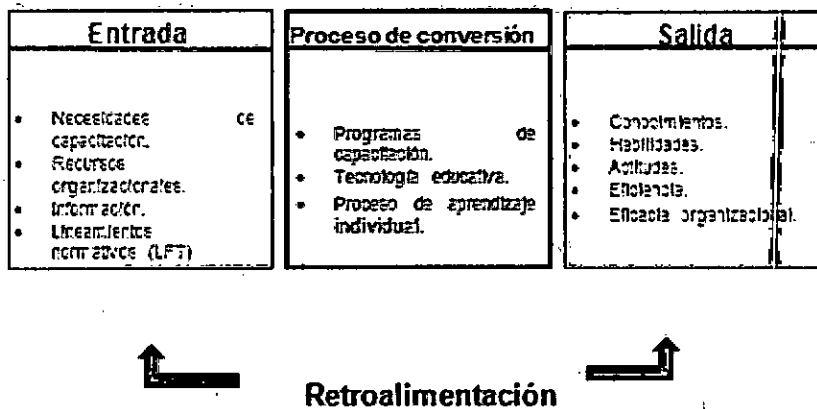 Entrada
• Necesidades de
capacitación.
• Recursos
organizacionales.
• Información.
• Lineamientos
normativos (LFT)
Proceso de conversión
• Programas de
capacitación.
• Tecnología educativa.
• Proceso de aprendizaje
individual.
Salida
• Conocimientos.
• Habilidades.
• Actitudes.
• Eficiencia.
• Eficacia organizacional.
Retroalimentación